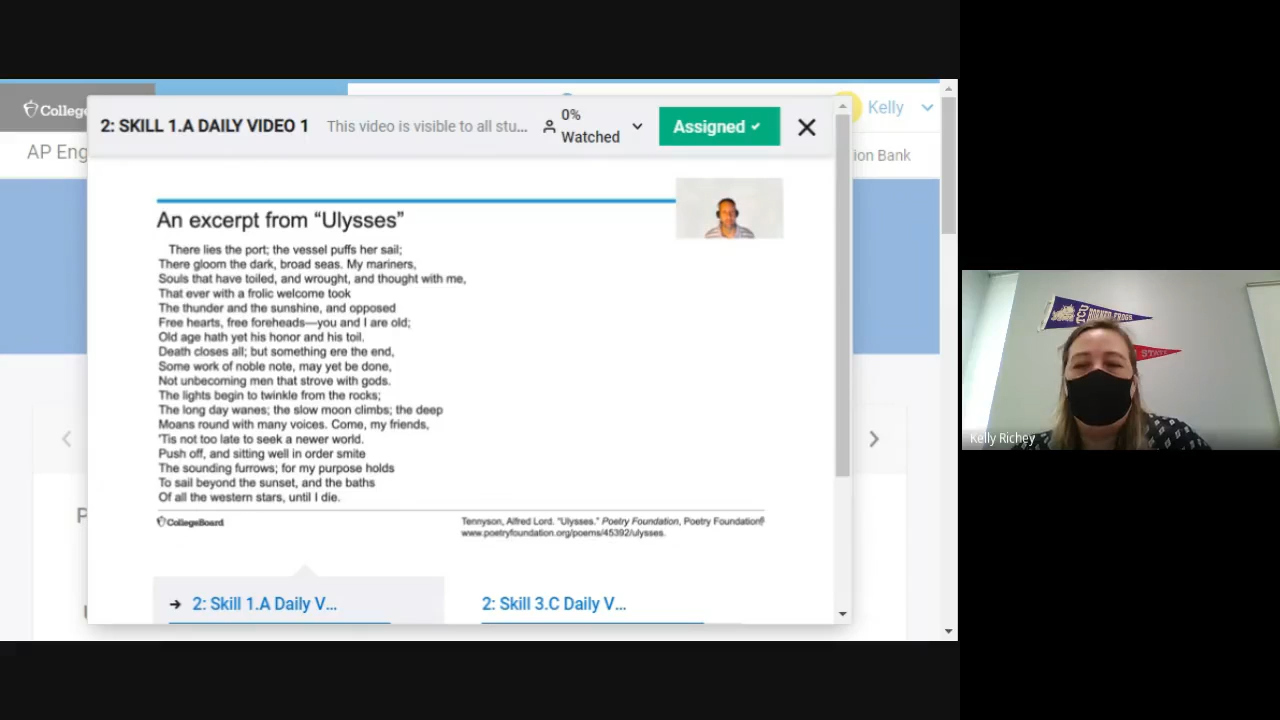 College
Kelly
AP Eng
ion Bank
2: SKILL 1.A DAILY VIDEO 1
This video is visible to all stu...
0%
Watched
Assigned
An excerpt from “Ulysses”
There lies the port; the vessel puffs her sail;
There gloom the dark, broad seas. My mariners,
Souls that have toiled, and wrought, and thought with me,
That ever with a frolic welcome took
The thunder and the sunshine, and opposed
Free hearts, free foreheads—you and I are old;
Old age hath yet his honor and his toil.
Death closes all; but something ere the end,
Some work of noble note, may yet be done,
Not unbecoming men that strove with gods.
The lights begin to twinkle from the rocks;
The long day wanes; the slow moon climbs; the deep
Moans round with many voices. Come, my friends,
'Tis not too late to seek a newer world.
Push off, and sitting well in order smite
The sounding furrows; for my purpose holds
To sail beyond the sunset, and the baths
Of all the western stars, until I die.
CollegeBoard
Tennyson, Alfred Lord. “Ulysses.” Poetry Foundation, Poetry Foundation
www.poetryfoundation.org/poems/45392/ulysses.
2: Skill 1.A Daily V...
2: Skill 3.C Daily V...
TCU HORNED FROGS
STATE
Kelly Richey